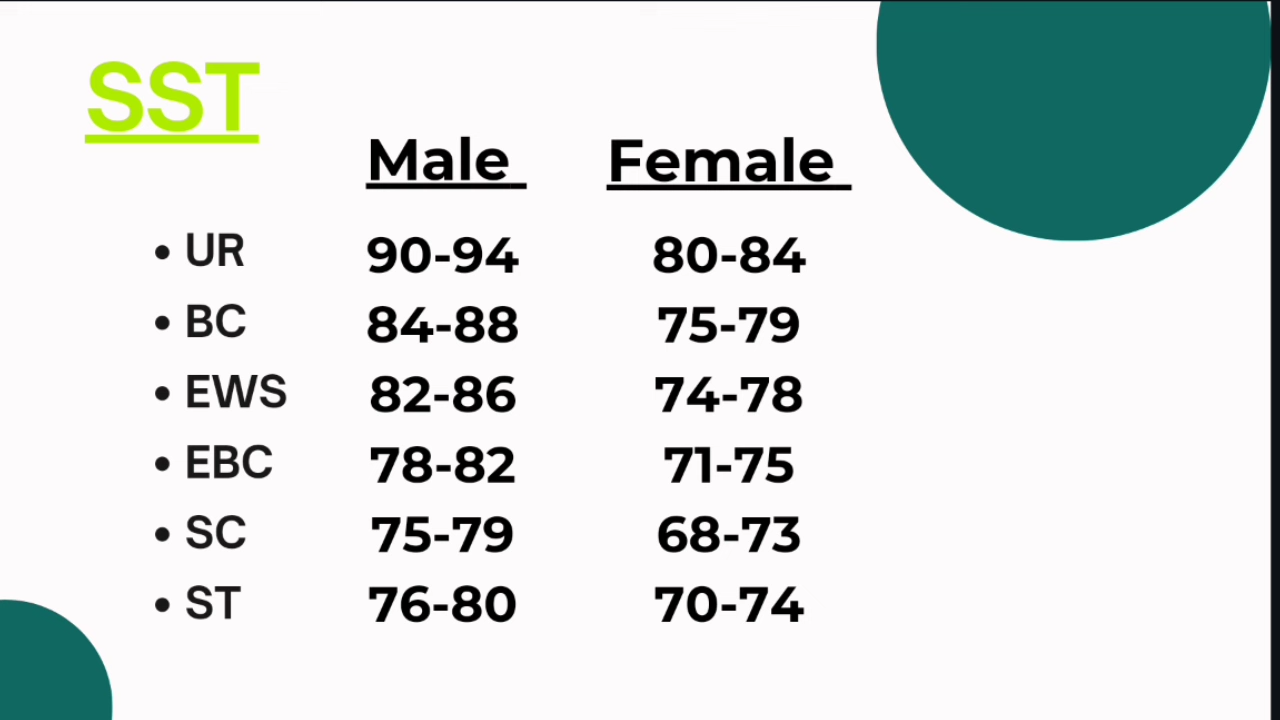 SST
Male Female
• UR 90-94 80-84
• BC 84-88 75-79
• EWS 82-86 74-78
• EBC 78-82 71-75
• SC 75-79 68-73
• ST 76-80 70-74